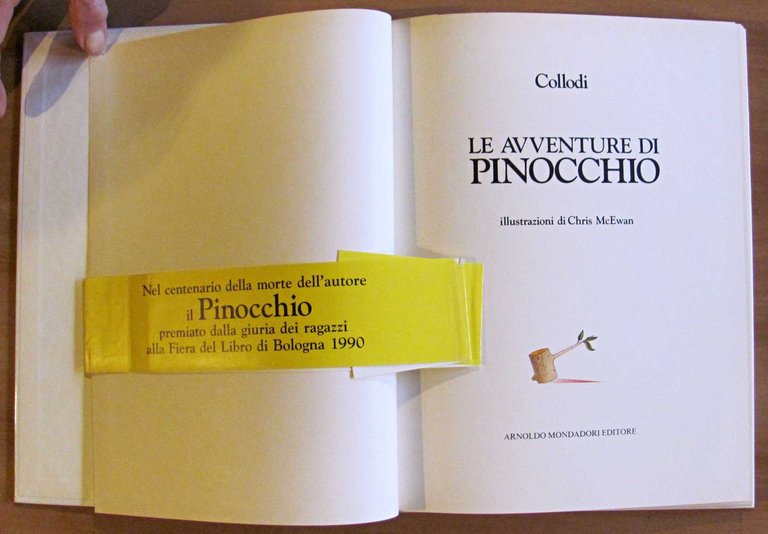 Nel centenario della morte dell'autore
il Pinocchio
premiato dalla giuria dei ragazzi
alla Fiera del Libro di Bologna 1990
Collodi
LE AVVENTURE DI
PINOCCHIO
illustrazioni di Chris McEwan
ARNOLDO MONDADORI EDITORE